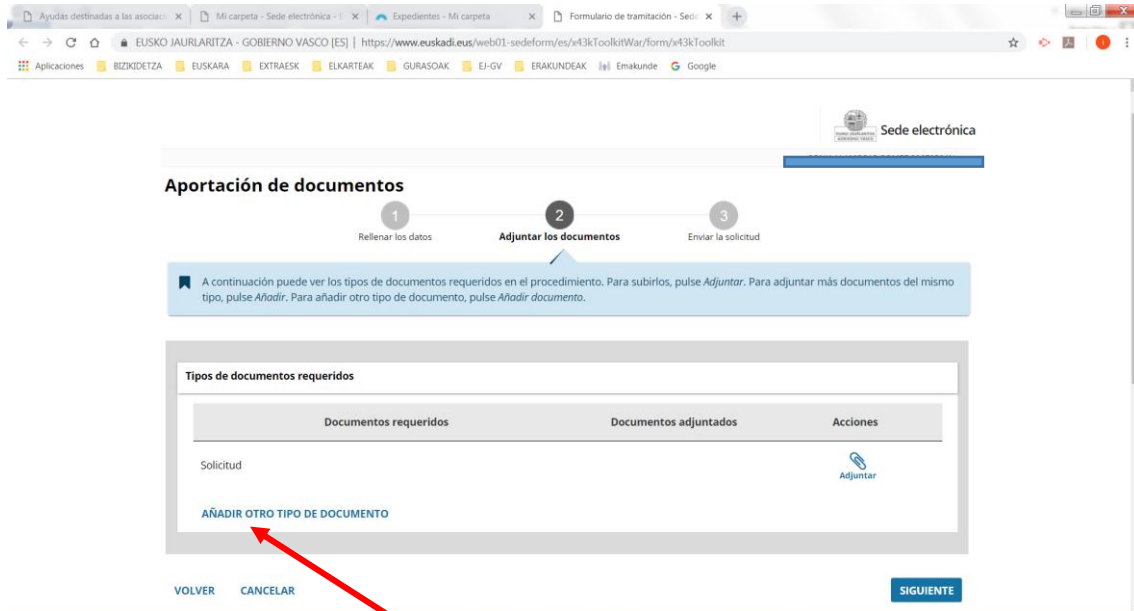 Ayudas destinadas a las asociaci
Mi carpeta - Sede electrónica - E
Expedientes - Mi carpeta
Formulario de tramitación - Sede
EUSKO JAURLARITZA - GOBIERNO VASCO [ES] | https://www.euskadi.eus/web01-sedeform/es/x43kToolkitWar/form/x43kToolkit
Aplicaciones BIZIKIDETZA EUSKARA EXTRAESK ELKARTEAK GURASOAK EJ-GV ERAKUNDEAK Emakunde Google
Sede electrónica
Aportación de documentos
1 2 3
Rellenar los datos Adjuntar los documentos Enviar la solicitud
A continuación puede ver los tipos de documentos requeridos en el procedimiento. Para subirlos, pulse Adjuntar. Para adjuntar más documentos del mismo
tipo, pulse Añadir. Para añadir otro tipo de documento, pulse Añadir documento.
Tipos de documentos requeridos
Documentos requeridos Documentos adjuntados Acciones
Solicitud
Adjuntar
AÑADIR OTRO TIPO DE DOCUMENTO
VOLVER CANCELAR SIGUIENTE